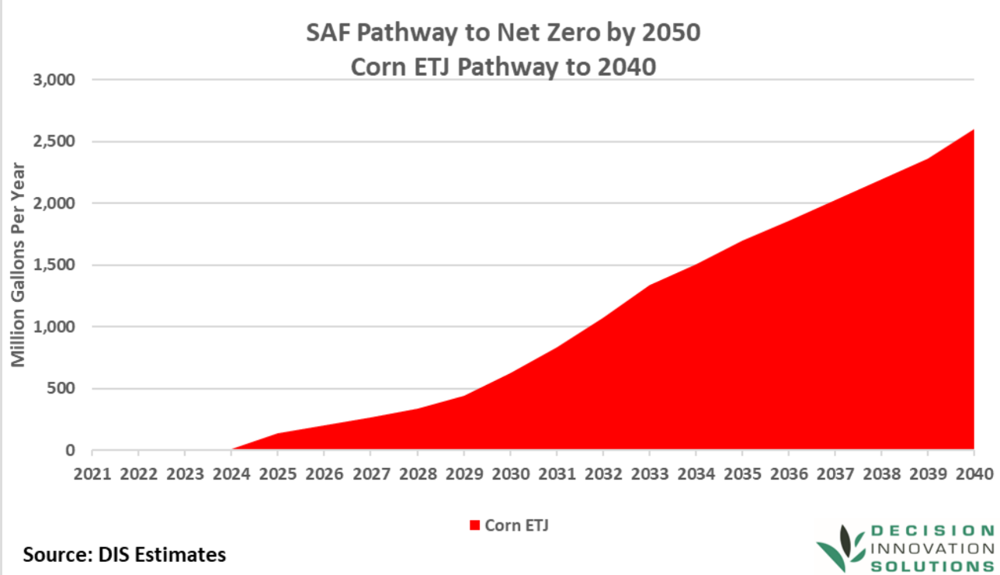 SAF Pathway to Net Zero by 2050
Corn ETJ Pathway to 2040
Million Gallons Per Year
3,000
2,500
2,000
1,500
1,000
500
0
2021 2022 2023 2024 2025 2026 2027 2028 2029 2030 2031 2032 2033 2034 2035 2036 2037 2038 2039 2040
Corn ETJ
Source: DIS Estimates
DECISION
INNOVATION
SOLUTIONS